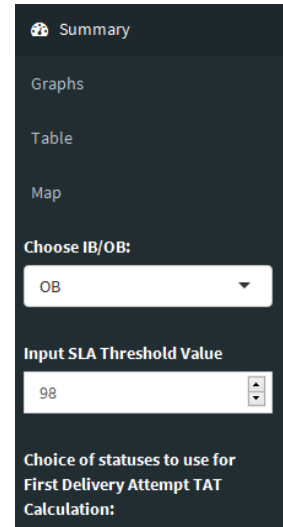 Summary
Graphs
Table
Map
Choose IB/OB:
OB
Input SLA Threshold Value
98
Choice of statuses to use for
First Delivery Attempt TAT
Calculation: